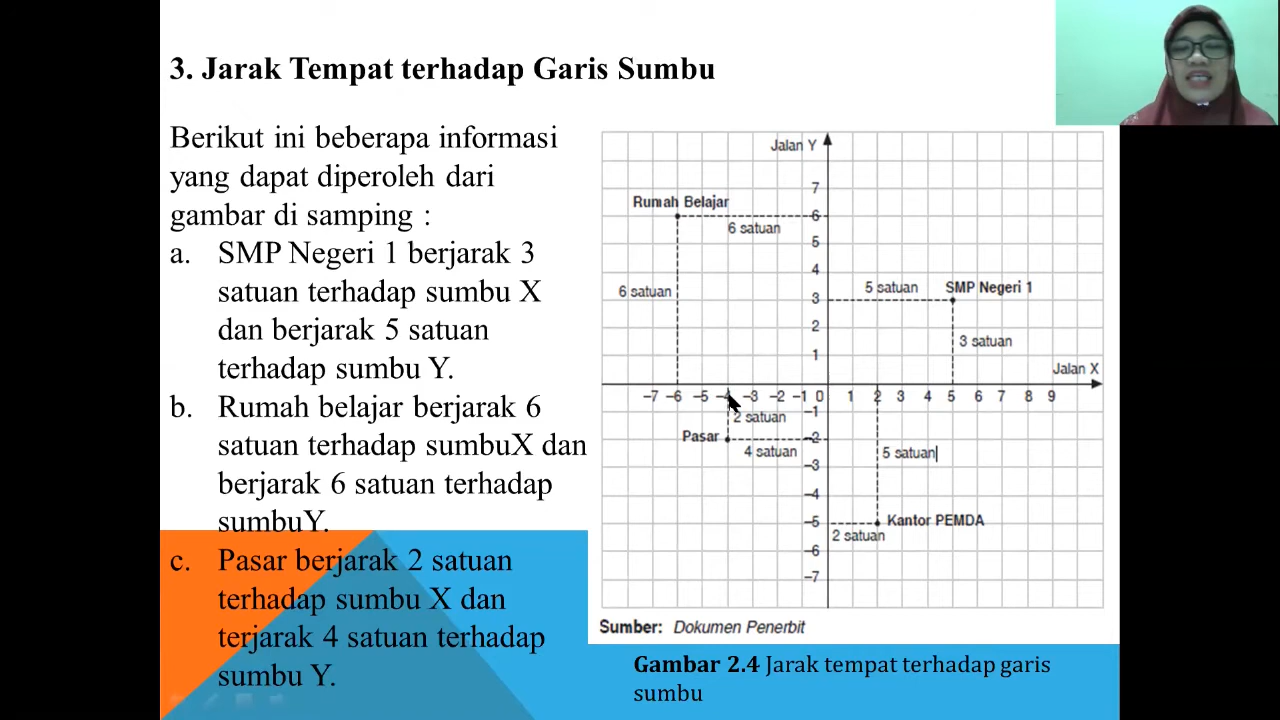 3. Jarak Tempat terhadap Garis Sumbu
Berikut ini beberapa informasi
yang dapat diperoleh dari
gambar di samping :
a. SMP Negeri 1 berjarak 3
satuan terhadap sumbu X
dan berjarak 5 satuan
terhadap sumbu Y.
b. Rumah belajar berjarak 6
satuan terhadap sumbuX dan
berjarak 6 satuan terhadap
sumbuY.
c. Pasar berjarak 2 satuan
terhadap sumbu X dan
terjarak 4 satuan terhadap
sumbu Y.
Jalan Y
7
Rumah Belajar
6
6 satuan
5
4
6 satuan
5 satuan
SMP Negeri 1
3
2
3 satuan
1
Jalan X
–7 –6 –5 –4 –3 –2 –1 0 1 2 3 4 5 6 7 8 9
–1
2 satuan
Pasar
–2
4 satuan
5 satuan
–3
–4
–5
Kantor PEMDA
2 satuan
–6
–7
Sumber: Dokumen Penerbit
Gambar 2.4 Jarak tempat terhadap garis
sumbu